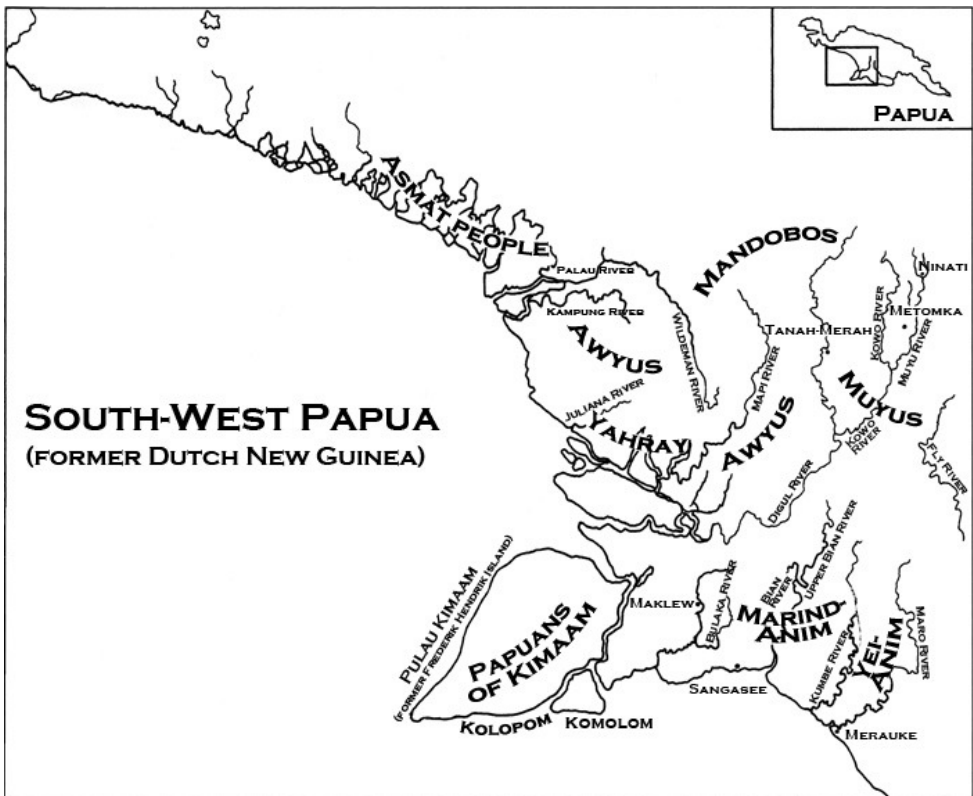 PAPUA
ASMAT PEOPLE
MANDOBOS
PALAU RIVER
NINATI
KAMPUNG RIVER
KOWO RIVER
METOMKA
TANAH-MERAH
MUYU RIVER
AWYUS
WILDEMAN RIVER
MAPI RIVER
MUYUS
JULIANA RIVER
SOUTH-WEST PAPUA
(FORMER DUTCH NEW GUINEA)
YAHRAY
AWYUS
KOWO
RIVER
FLY RIVER
DIGUL RIVER
UPPER BIAN RIVER
BIAN
RIVER
PULAU KIMAAM
(FORMER FREDERIK HENDRIK ISLAND)
MAKLEW
BULAKA RIVER
MARIND-
ANIM
PAPUANS
OF KIMAAM
KUMBE RIVER
YEI-
ANIM
MARO RIVER
SANGASEE
KOLOPOM
KOMOLOM
MERAUKE